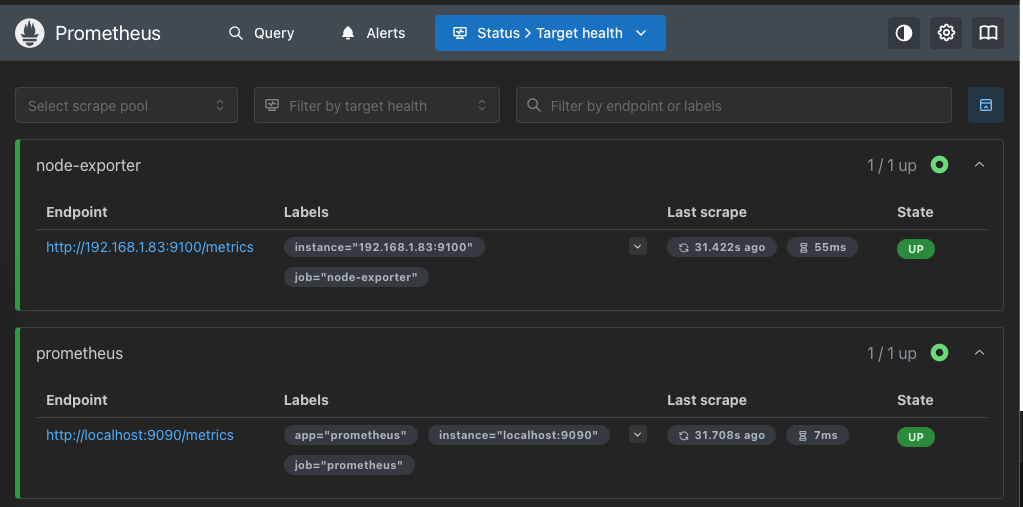 Prometheus Query Alerts Status > Target health
Select scrape pool Filter by target health Filter by endpoint or labels
node-exporter 1 / 1 up
Endpoint Labels Last scrape State
http://192.168.1.83:9100/metrics instance="192.168.1.83:9100" 31.422s ago 55ms UP
job="node-exporter"
prometheus 1 / 1 up
Endpoint Labels Last scrape State
http://localhost:9090/metrics app="prometheus" instance="localhost:9090" 31.708s ago 7ms UP
job="prometheus"